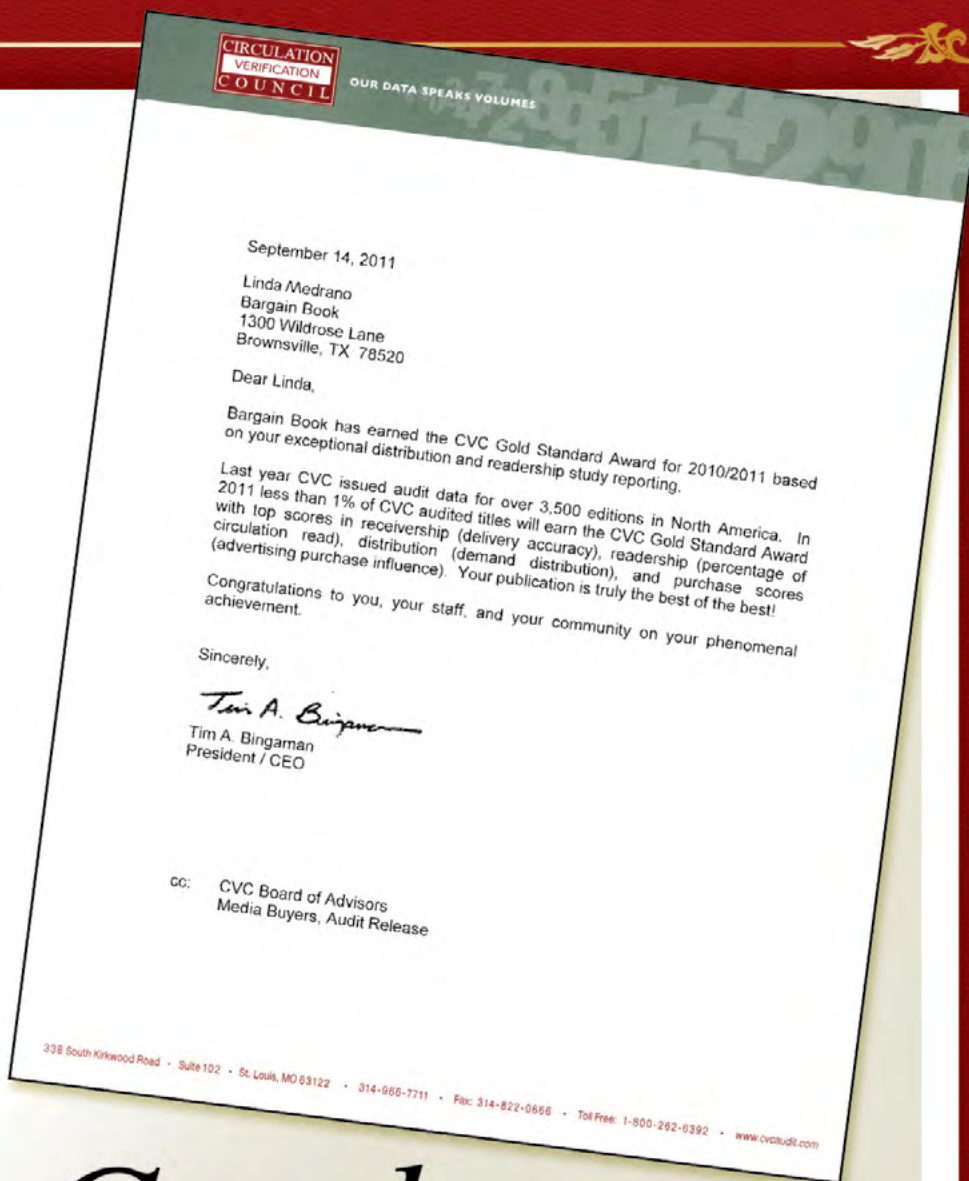 CIRCULATION
VERIFICATION
COUNCIL
OUR DATA SPEAKS VOLUMES
September 14, 2011
Linda Medrano
Bargain Book
1300 Wildrose Lane
Brownsville, TX 78520
Dear Linda,
Bargain Book has earned the CVC Gold Standard Award for 2010/2011 based
on your exceptional distribution and readership study reporting.
Last year CVC issued audit data for over 3,500 editions in North America. In
2011 less than 1% of CVC audited titles will earn the CVC Gold Standard Award
with top scores in receivership (delivery accuracy), readership (percentage of
circulation read), distribution (demand distribution), and purchase scores
(advertising purchase influence). Your publication is truly the best of the best!
Congratulations to you, your staff, and your community on your phenomenal
achievement.
Sincerely,
Tim A. Bingaman
Tim A. Bingaman
President / CEO
cc: CVC Board of Advisors
Media Buyers, Audit Release
338 South Kirkwood Road • Suite 102 • St. Louis, MO 63122 • 314-966-7711 • Fax: 314-822-0666 • Toll Free: 1-800-262-6392 • www.cvcaudit.com